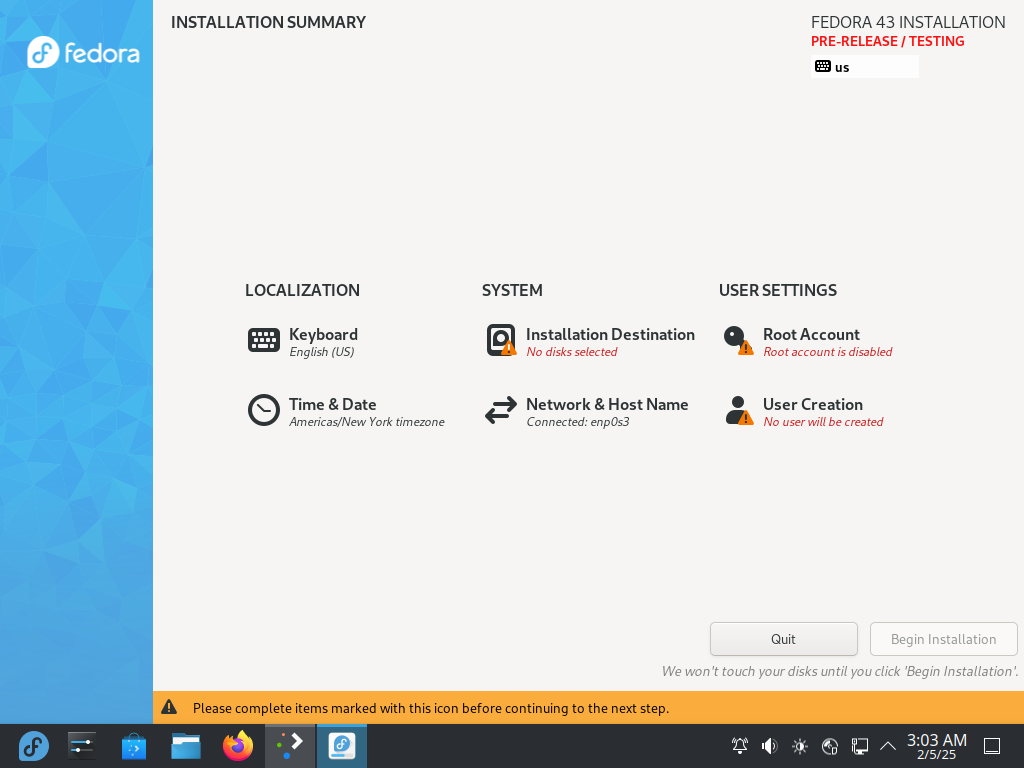 fedora
INSTALLATION SUMMARY
FEDORA 43 INSTALLATION
PRE-RELEASE / TESTING
us
LOCALIZATION
Keyboard
English (US)
Time & Date
Americas/New York timezone
SYSTEM
Installation Destination
No disks selected
Network & Host Name
Connected: enp0s3
USER SETTINGS
Root Account
Root account is disabled
User Creation
No user will be created
Quit
Begin Installation
We won't touch your disks until you click 'Begin Installation'.
Please complete items marked with this icon before continuing to the next step.
3:03 AM
2/5/25